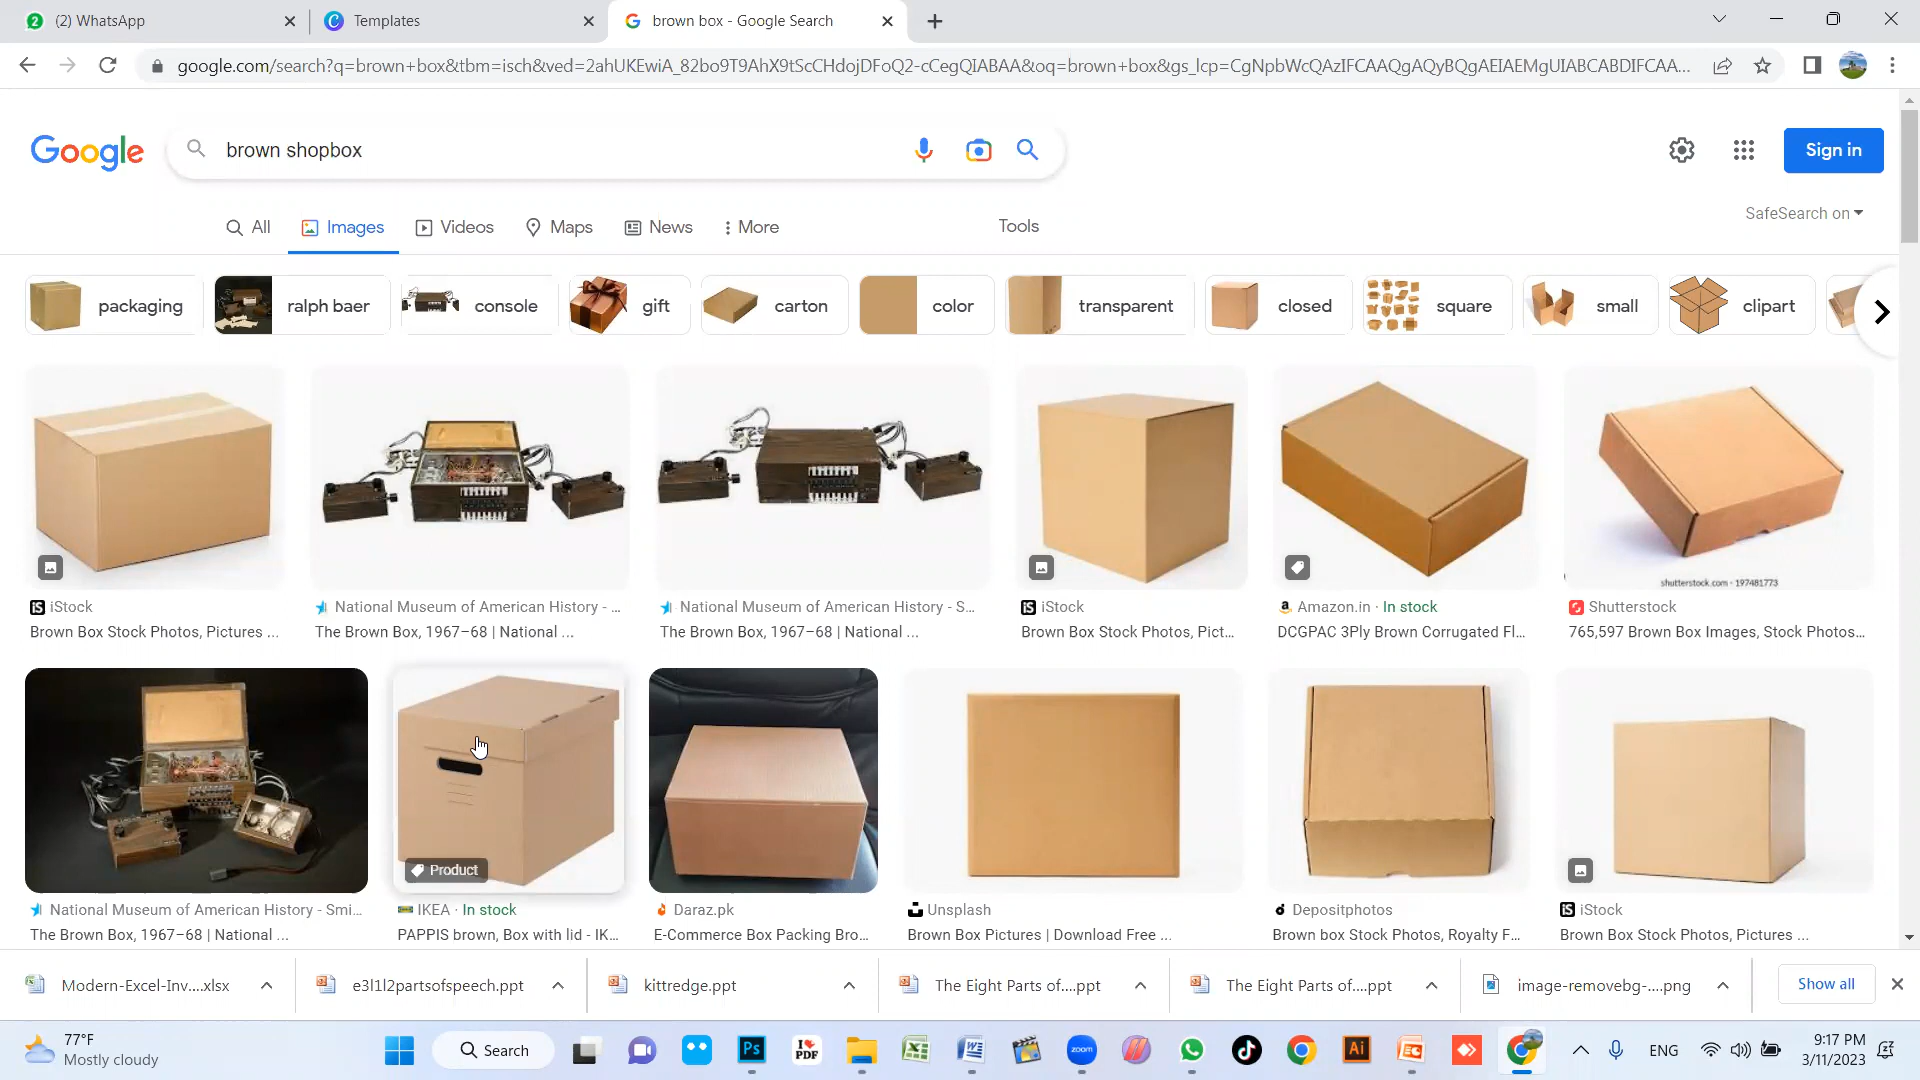 (2) WhatsApp
Templates
brown box - Google Search
google.com/search?q=brown+box&tbm=isch&ved=2ahUKEwiA_82bo9T9AhX9tScCHdojDFoQ2-cCegQIABAA&oq=brown+box&gs_lcp=CgNpbWcQAzIFCAAQgAQyBQgAEIAEMgUIABCABDIFCAA...
Google
brown shopbox
Sign in
All
Images
Videos
Maps
News
More
Tools
SafeSearch on
packaging
ralph baer
console
gift
carton
color
transparent
closed
square
small
clipart
shutterstock.com - 197481773
iStock
Brown Box Stock Photos, Pictures ...
National Museum of American History - ...
The Brown Box, 1967–68 | National ...
National Museum of American History - S...
The Brown Box, 1967–68 | National ...
iStock
Brown Box Stock Photos, Pict...
Amazon.in · In stock
DCGPAC 3Ply Brown Corrugated Fl...
Shutterstock
765,597 Brown Box Images, Stock Photos...
Product
National Museum of American History - Smi...
The Brown Box, 1967–68 | National ...
IKEA · In stock
PAPPIS brown, Box with lid - IK...
Daraz.pk
E-Commerce Box Packing Bro...
Unsplash
Brown Box Pictures | Download Free ...
Depositphotos
Brown box Stock Photos, Royalty F...
iStock
Brown Box Stock Photos, Pictures ...
Modern-Excel-Inv....xlsx
e3l1l2partsofspeech.ppt
kittredge.ppt
The Eight Parts of....ppt
The Eight Parts of....ppt
image-removebg-....png
Show all
77°F
Mostly cloudy
Search
Ps
I PDF
zoom
Ai
ENG
9:17 PM
3/11/2023